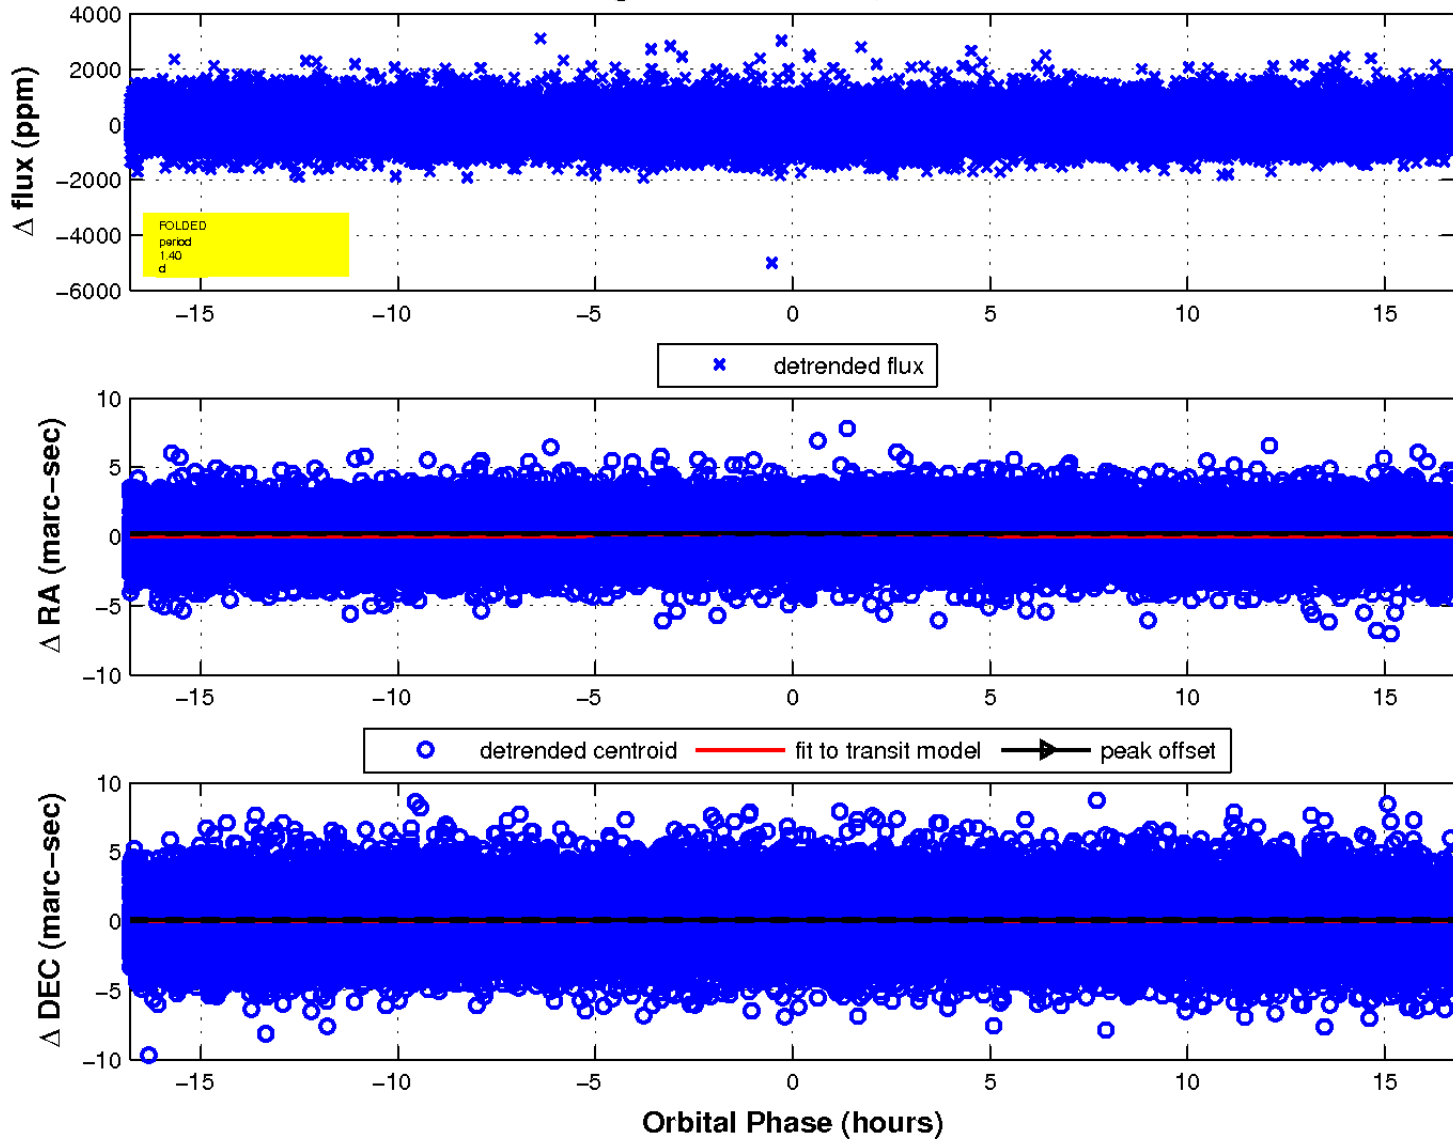 4000
2000
0
−2000
−4000
−6000
Δ flux (ppm)
FOLDED
period
1.40
d
−15 −10 −5 0 5 10 15
detrended flux
10
5
0
−5
−10
Δ RA (marc−sec)
−15 −10 −5 0 5 10 15
detrended centroid fit to transit model peak offset
10
5
0
−5
−10
Δ DEC (marc−sec)
−15 −10 −5 0 5 10 15
Orbital Phase (hours)